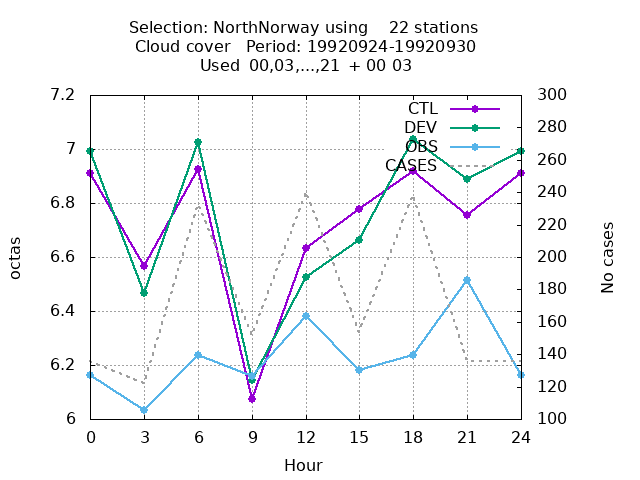 Selection: NorthNorway using    22 stations
Cloud cover   Period: 19920924-19920930
Used  00,03,...,21  + 00 03
7.2
7
6.8
6.6
6.4
6.2
6
octas
300
280
260
240
220
200
180
160
140
120
100
No cases
CTL
DEV
OBS
CASES
0 3 6 9 12 15 18 21 24
Hour